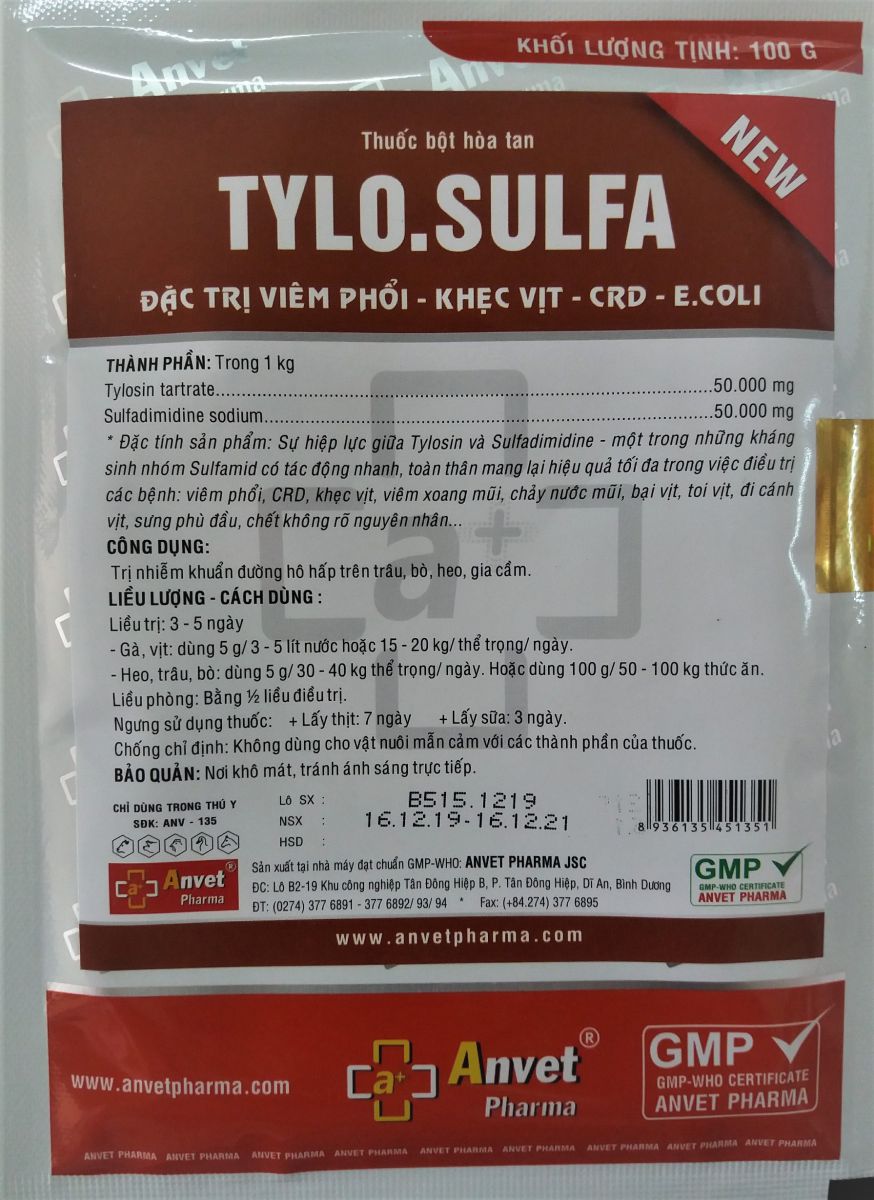 KHỐI LƯỢNG TỊNH: 100 G
Anvet
Thuốc bột hòa tan
NEW
TYLO.SULFA
ĐẶC TRỊ VIÊM PHỔI - KHẸC VỊT - CRD - E.COLI
THÀNH PHẦN: Trong 1 kg
Tylosin tartrate....................50.000 mg
Sulfadimidine sodium....................50.000 mg
* Đặc tính sản phẩm: Sự hiệp lực giữa Tylosin và Sulfadimidine - một trong những kháng
sinh nhóm Sulfamid có tác động nhanh, toàn thân mang lại hiệu quả tối đa trong việc điều trị
các bệnh: viêm phổi, CRD, khẹc vịt, viêm xoang mũi, chảy nước mũi, bại vịt, toi vịt, đi cánh
vịt, sưng phù đầu, chết không rõ nguyên nhân...
CÔNG DỤNG:
Trị nhiễm khuẩn đường hô hấp trên trâu, bò, heo, gia cầm.
LIỀU LƯỢNG - CÁCH DÙNG :
Liều trị: 3 - 5 ngày
- Gà, vịt: dùng 5 g/ 3 - 5 lít nước hoặc 15 - 20 kg/ thể trọng/ ngày.
- Heo, trâu, bò: dùng 5 g/ 30 - 40 kg thể trọng/ ngày. Hoặc dùng 100 g/ 50 - 100 kg thức ăn.
Liều phòng: Bằng ½ liều điều trị.
Ngưng sử dụng thuốc: + Lấy thịt: 7 ngày + Lấy sữa: 3 ngày.
Chống chỉ định: Không dùng cho vật nuôi mẫn cảm với các thành phần của thuốc.
BẢO QUẢN: Nơi khô mát, tránh ánh sáng trực tiếp.
CHỈ DÙNG TRONG THÚ Y
SĐK: ANV - 135
Lô SX : B515.1219
NSX : 16.12.19-16.12.21
HSD :
8 936135 451351
a+ Anvet®
Pharma
Sản xuất tại nhà máy đạt chuẩn GMP-WHO: ANVET PHARMA JSC
ĐC: Lô B2-19 Khu công nghiệp Tân Đông Hiệp B, P. Tân Đông Hiệp, Dĩ An, Bình Dương
ĐT: (0274) 377 6891 - 377 6892/ 93/ 94 * Fax: (+84.274) 377 6895
GMP
GMP-WHO CERTIFICATE
ANVET PHARMA
www.anvetpharma.com
www.anvetpharma.com
a+ Anvet®
Pharma
GMP
GMP-WHO CERTIFICATE
ANVET PHARMA
ANVET PHARMA ANVET PHARMA ANVET PHARMA ANVET PHARMA ANVET PHARMA ANVET PHARMA ANVET PHARMA ANVET PHARMA ANVET PHARMA